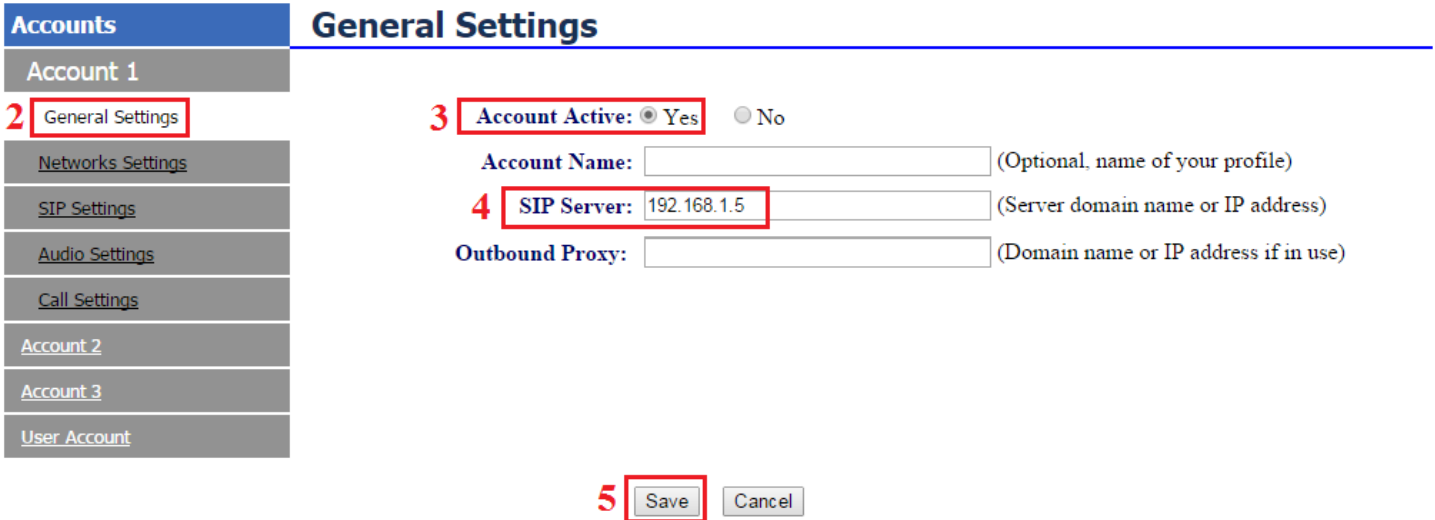 Accounts
General Settings
Account 1
2 General Settings
3 Account Active: Yes No
Account Name: (Optional, name of your profile)
Networks Settings
4 SIP Server: 192.168.1.5 (Server domain name or IP address)
SIP Settings
Outbound Proxy: (Domain name or IP address if in use)
Audio Settings
Call Settings
Account 2
Account 3
User Account
5 Save Cancel